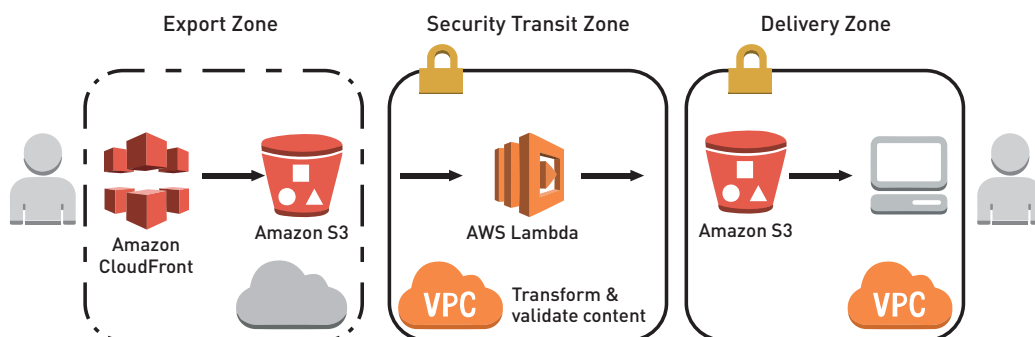 Export Zone
Security Transit Zone
Delivery Zone
Amazon
CloudFront
Amazon S3
AWS Lambda
Amazon S3
VPC
Transform &
validate content
VPC